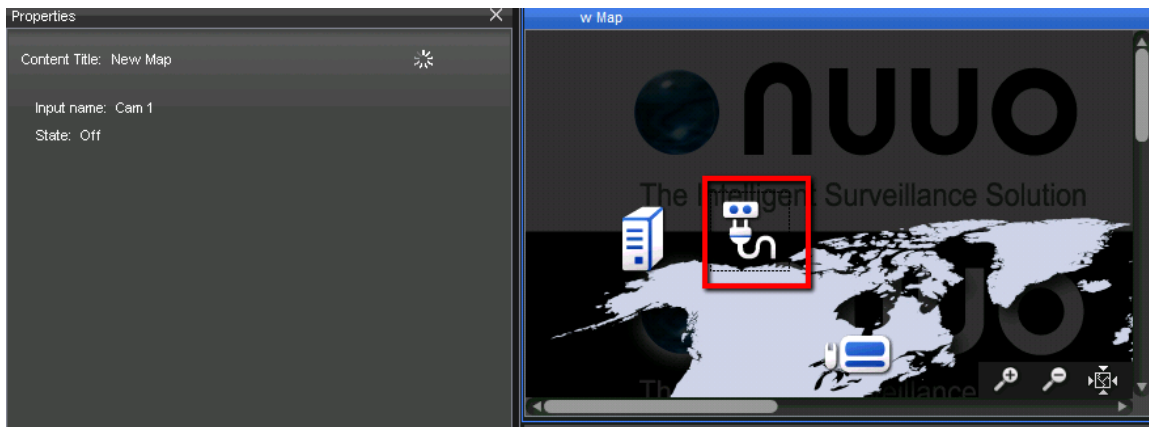 Properties
Content Title: New Map
Input name: Cam 1
State: Off
w Map
nuuo
The Intelligent Surveillance Solution